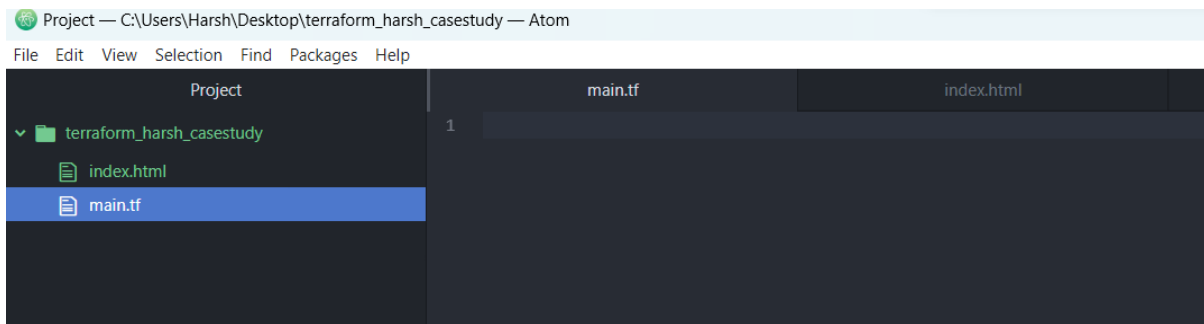 Project — C:\Users\Harsh\Desktop\terraform_harsh_casestudy — Atom
File Edit View Selection Find Packages Help
Project main.tf index.html
terraform_harsh_casestudy 1
index.html
main.tf